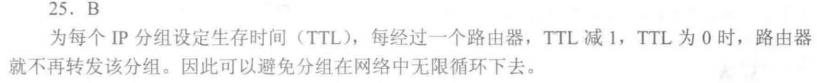 25. B
为每个 IP 分组设定生存时间（TTL），每经过一个路由器，TTL 减 1，TTL 为 0 时，路由器
就不再转发该分组。因此可以避免分组在网络中无限循环下去。